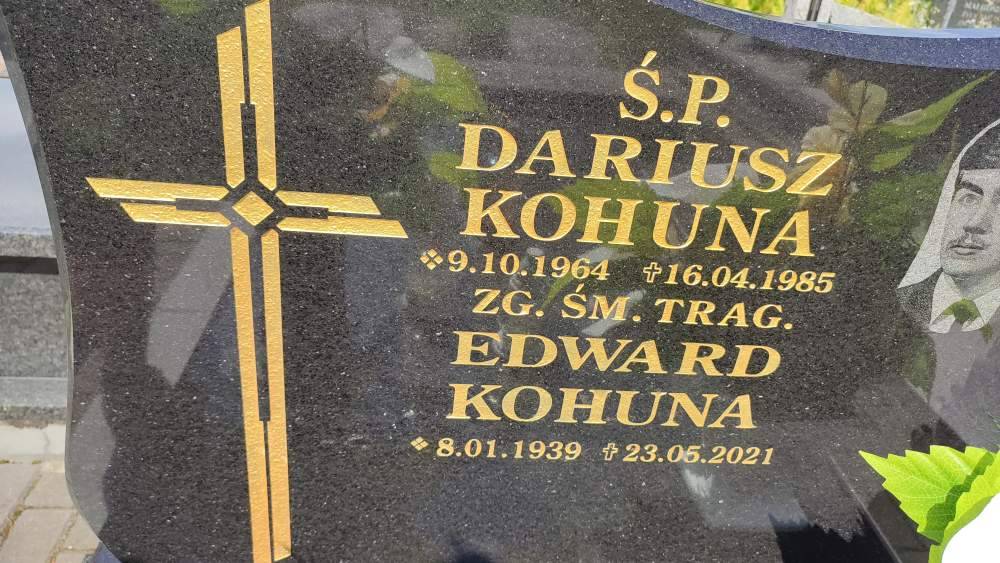 Ś.P.
DARIUSZ
KOHUNA
❖9.10.1964 ✝16.04.1985
ZG. ŚM. TRAG.
EDWARD
KOHUNA
❖8.01.1939 ✝23.05.2021